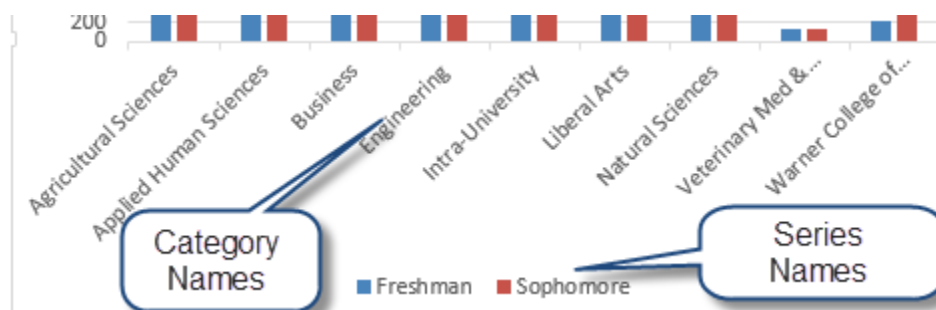 200
0
Agricultural Sciences
Applied Human Sciences
Business
Engineering
Intra-University
Liberal Arts
Natural Sciences
Veterinary Med &...
Warner College of...
Category
Names
Series
Names
Freshman Sophomore